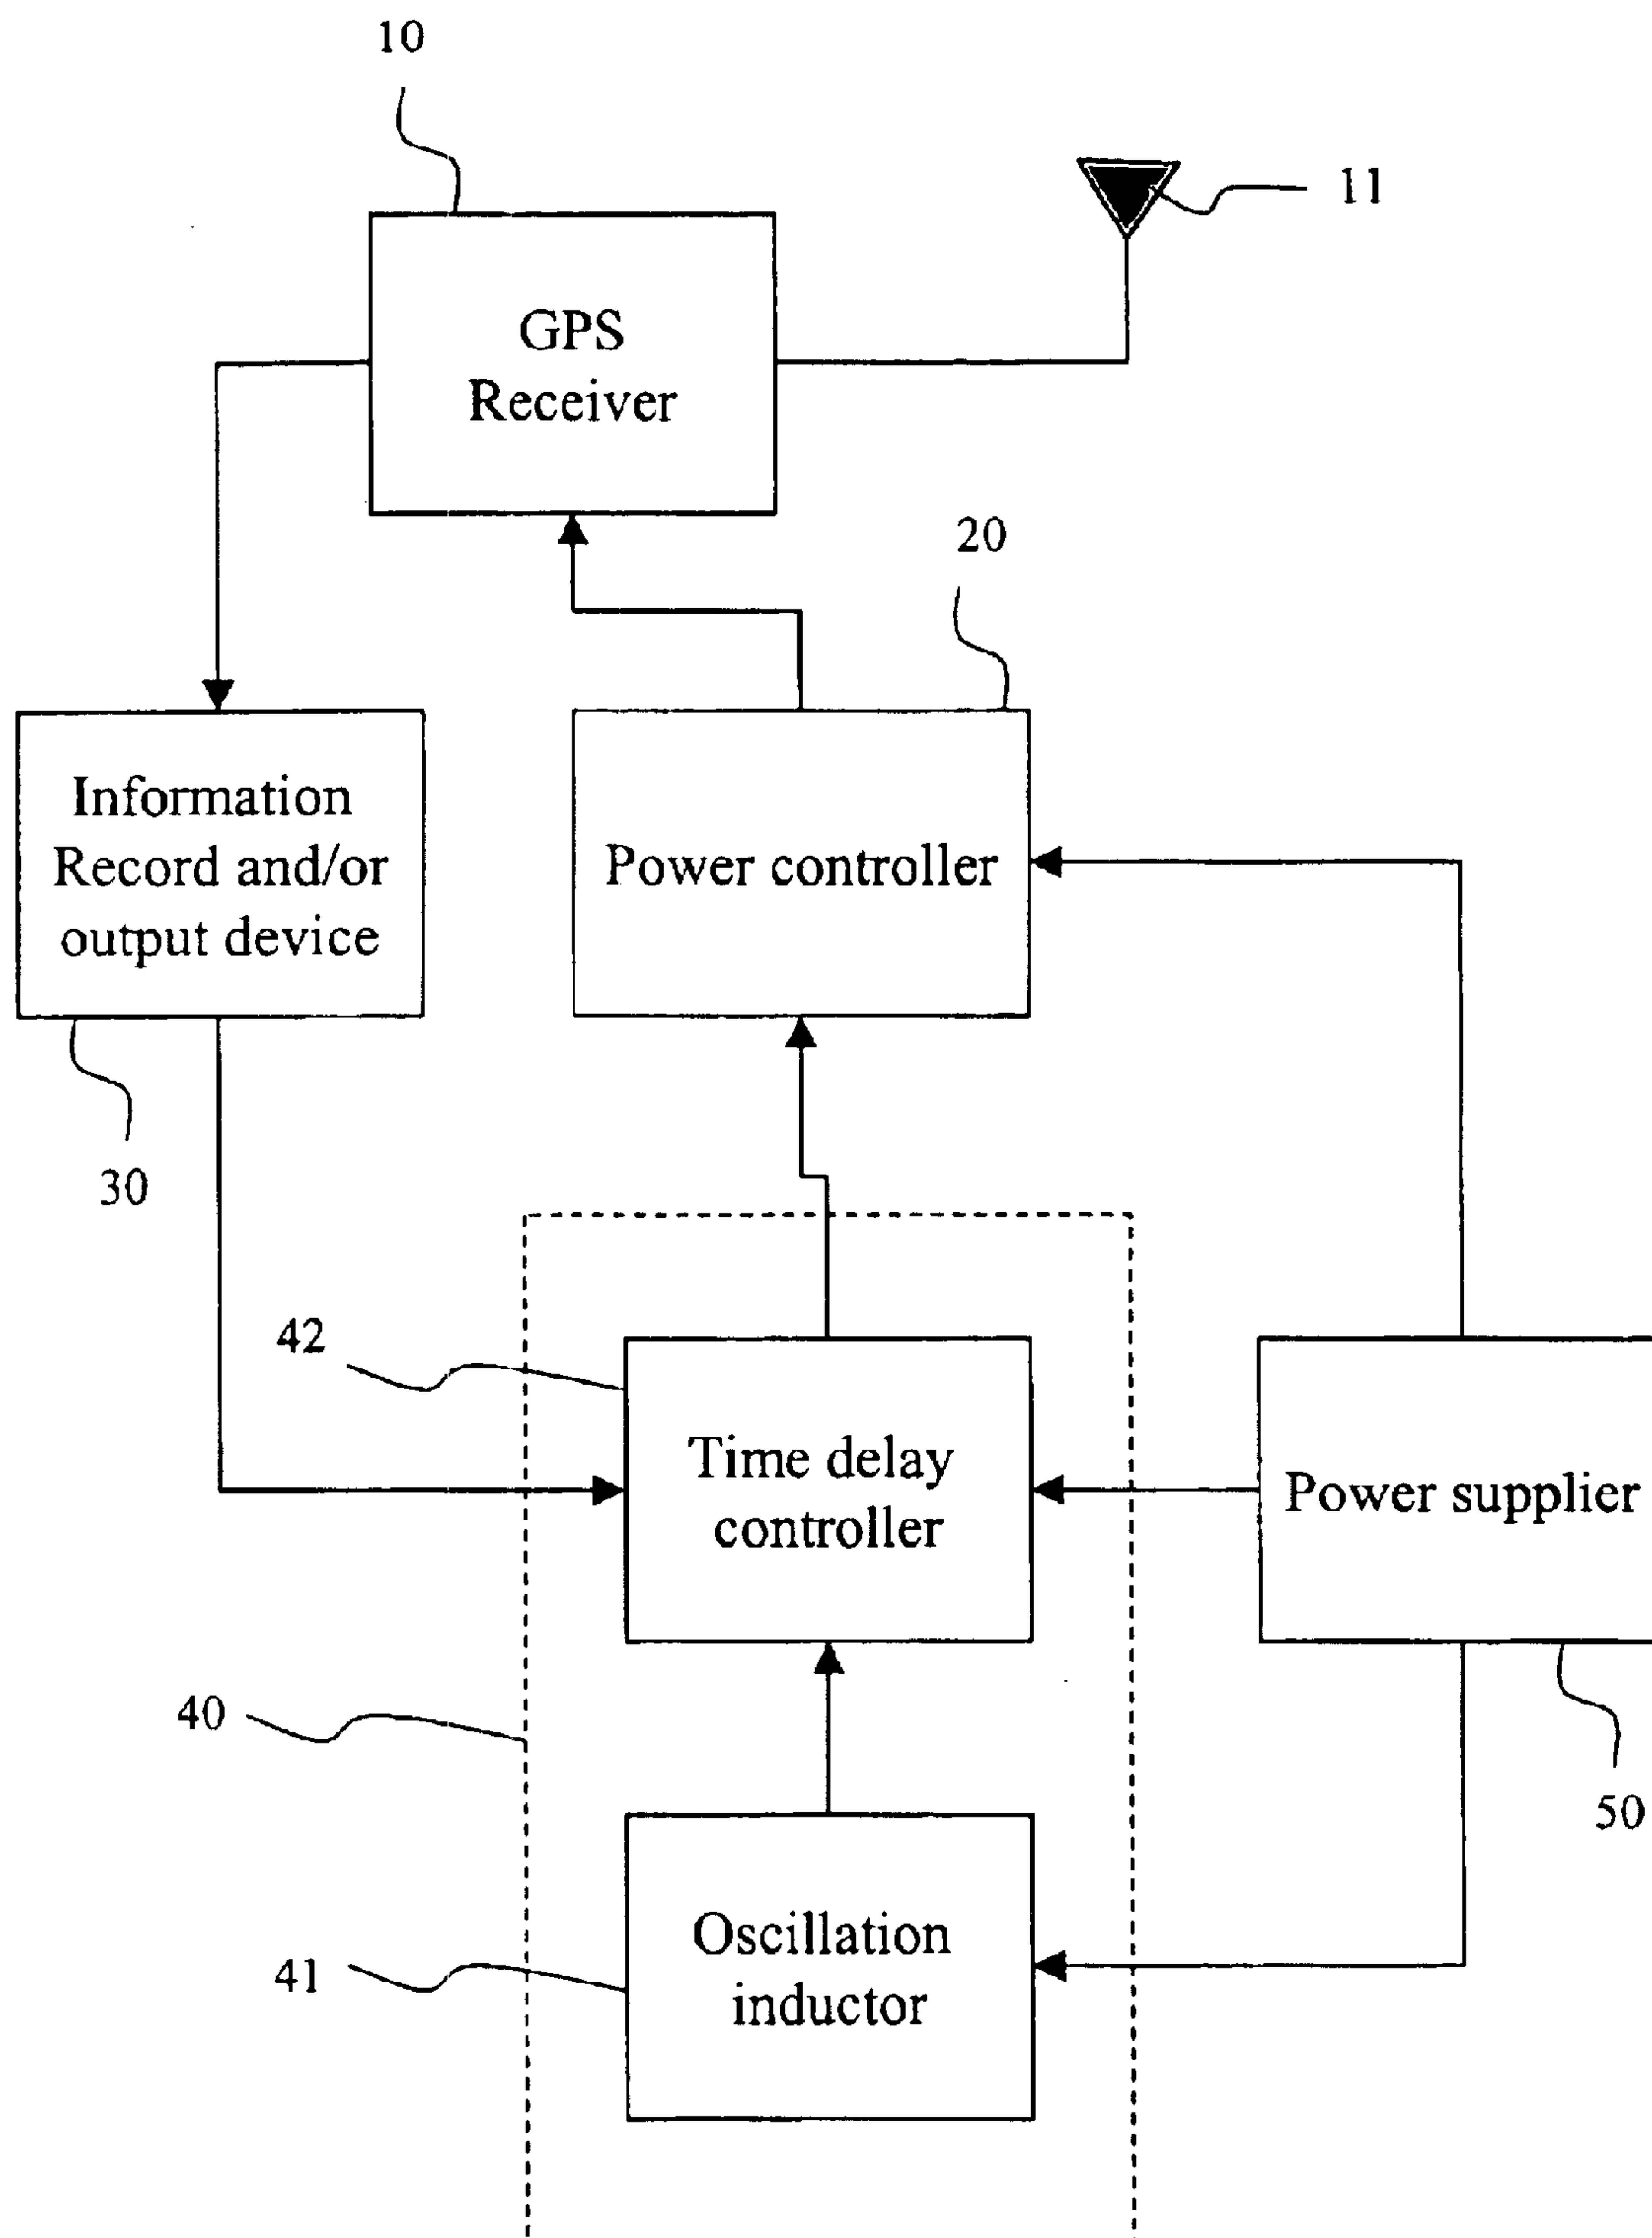 10
11
GPS
Receiver
20
Information
Record and/or
output device
Power controller
30
42
Time delay
controller
Power supplier
40
50
Oscillation
inductor
41